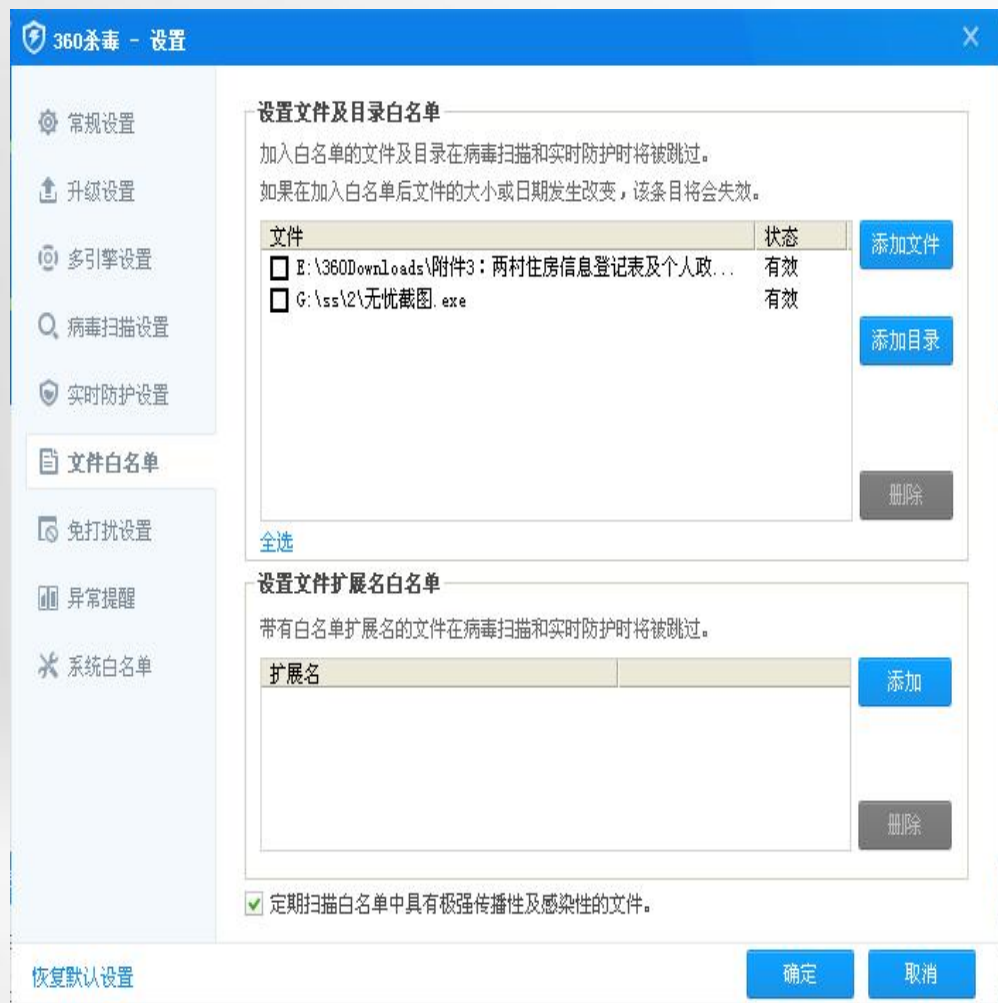 360杀毒 - 设置
常规设置
升级设置
多引擎设置
病毒扫描设置
实时防护设置
文件白名单
免打扰设置
异常提醒
系统白名单
设置文件及目录白名单
加入白名单的文件及目录在病毒扫描和实时防护时将被跳过。
如果在加入白名单后文件的大小或日期发生改变，该条目将会失效。
文件 状态
E:\360Downloads\附件3：两村住房信息登记表及个人政... 有效
G:\ss\2\无忧截图.exe 有效
添加文件
添加目录
删除
全选
设置文件扩展名白名单
带有白名单扩展名的文件在病毒扫描和实时防护时将被跳过。
扩展名
添加
删除
定期扫描白名单中具有极强传播性及感染性的文件。
恢复默认设置
确定
取消